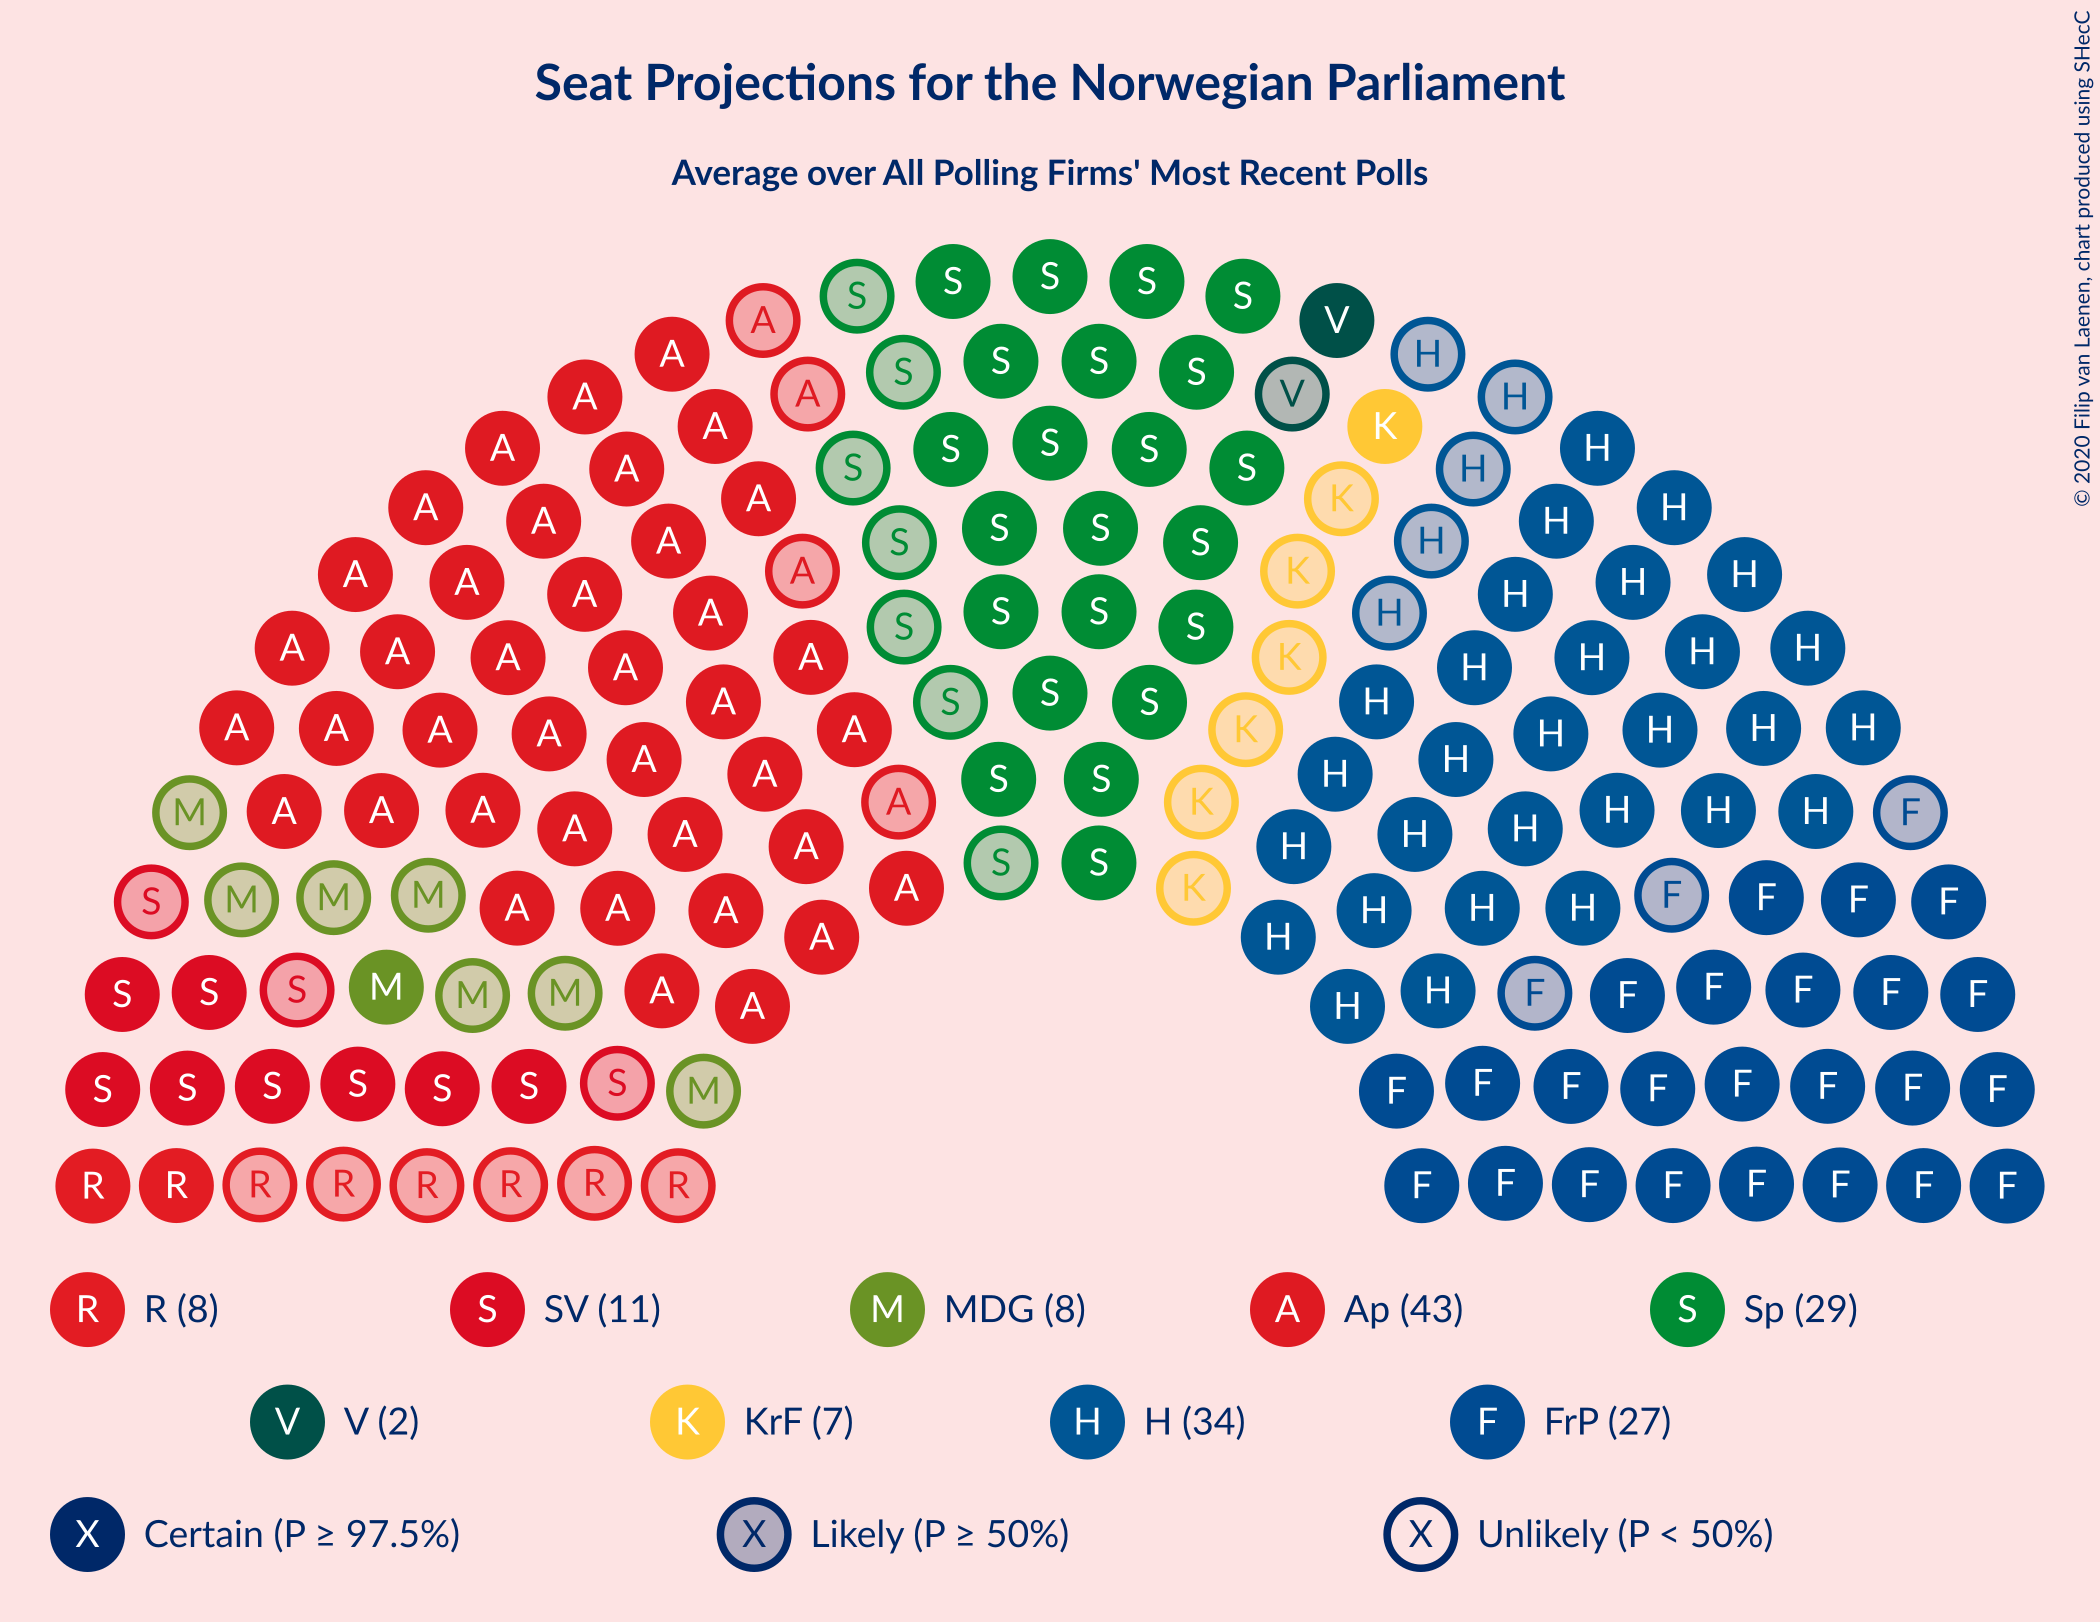 Seat Projections for the Norwegian Parliament
Average over All Polling Firms' Most Recent Polls
© 2020 Filip van Laenen, chart produced using SHecC
S S S S S
A V
A H
S S S S
A H
A V
A K
A S S S S S H
A A H
A K
A H
A A H
A S S S S H
A A K H
A A H
A S S S S H
A A K H
A A H
A A K H
A S S S H
A A H
A A K H
A A H
A S S H
A A K H
M A A A H H H F
A A H
A S S H
A K
S M M M A A A H H H F F F F
A H
S S S M M M A A H H F F F F F F
S S S S S S S M F F F F F F F F
R R R R R R R R F F F F F F F F
R R (8) S SV (11) M MDG (8) A Ap (43) S Sp (29)
V V (2) K KrF (7) H H (34) F FrP (27)
X Certain (P ≥ 97.5%) X Likely (P ≥ 50%) X Unlikely (P < 50%)